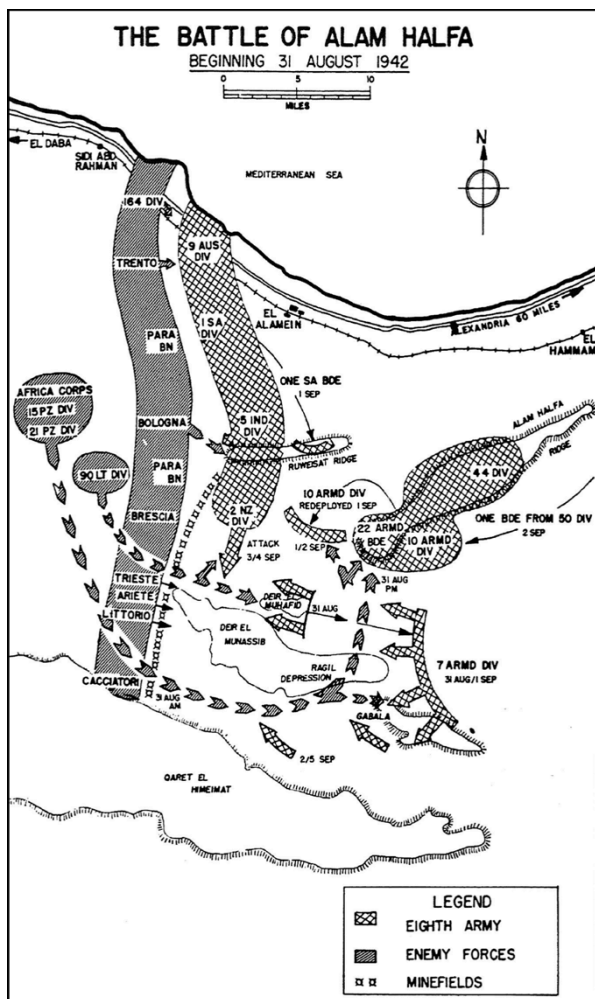 THE BATTLE OF ALAM HALFA
BEGINNING 31 AUGUST 1942
0 5 10
MILES
N
EL DABA
SIDI ABD
RAHMAN
MEDITERRANEAN SEA
164 DIV
9 AUS
DIV
TRENTO
EL
ALAMEIN
ALEXANDRIA 60 MILES
EL
HAMMAM
1 SA
DIV
PARA
BN
ONE SA BDE
1 SEP
AFRICA CORPS
15 PZ DIV
21 PZ DIV
BOLOGNA
5 IND
DIV
RUWEISAT RIDGE
ALAM HALFA
RIDGE
44 DIV
90 LT DIV
PARA
BN
10 ARMD DIV
REDEPLOYED 1 SEP
BRESCIA
2 NZ
DIV
22 ARMD
BDE
10 ARMD
DIV
ONE BDE FROM 50 DIV
2 SEP
ATTACK
3/4 SEP
1/2 SEP
TRIESTE
ARIETE
LITTORIO
DEIR EL
MUHAFID
31 AUG
31 AUG
PM
DEIR EL
MUNASSIB
RAGIL
DEPRESSION
7 ARMD DIV
31 AUG/1 SEP
CACCIATORI
31 AUG
AM
GABALA
2/5 SEP
QARET EL
HIMEIMAT
LEGEND
EIGHTH ARMY
ENEMY FORCES
MINEFIELDS